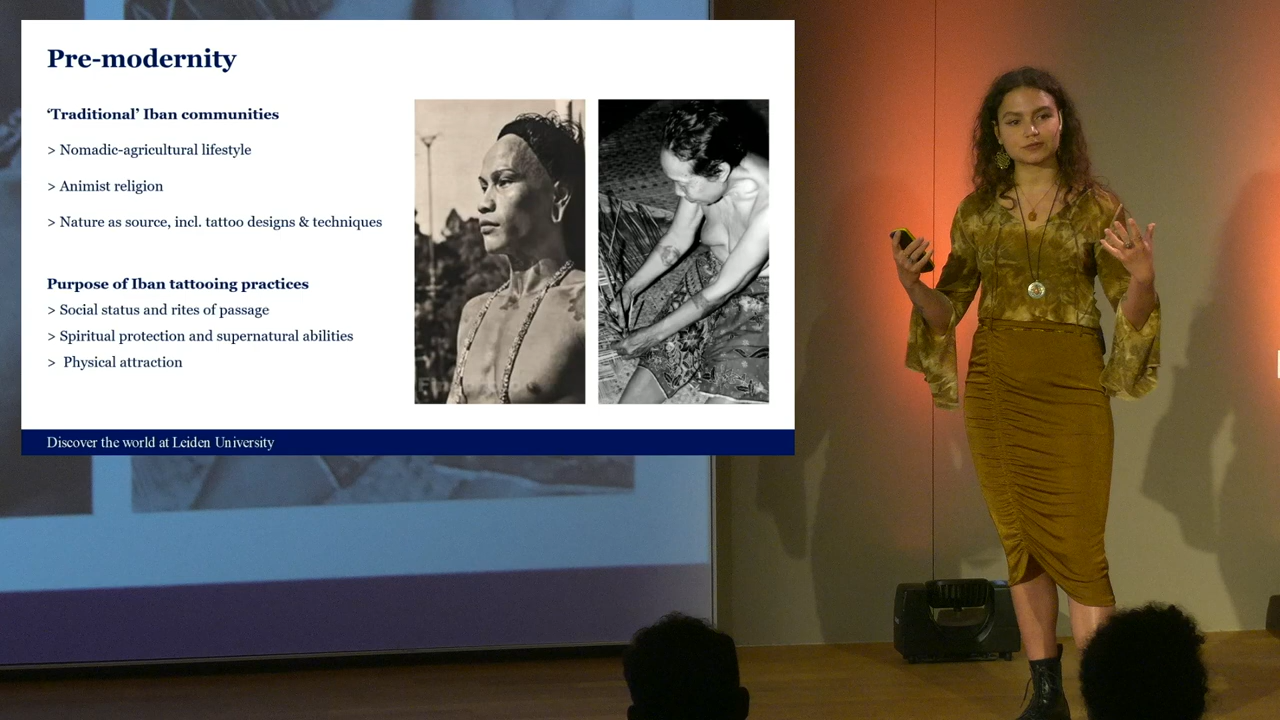 Pre-modernity
‘Traditional’ Iban communities
> Nomadic-agricultural lifestyle
> Animist religion
> Nature as source, incl. tattoo designs & techniques
Purpose of Iban tattooing practices
> Social status and rites of passage
> Spiritual protection and supernatural abilities
> Physical attraction
Discover the world at Leiden University